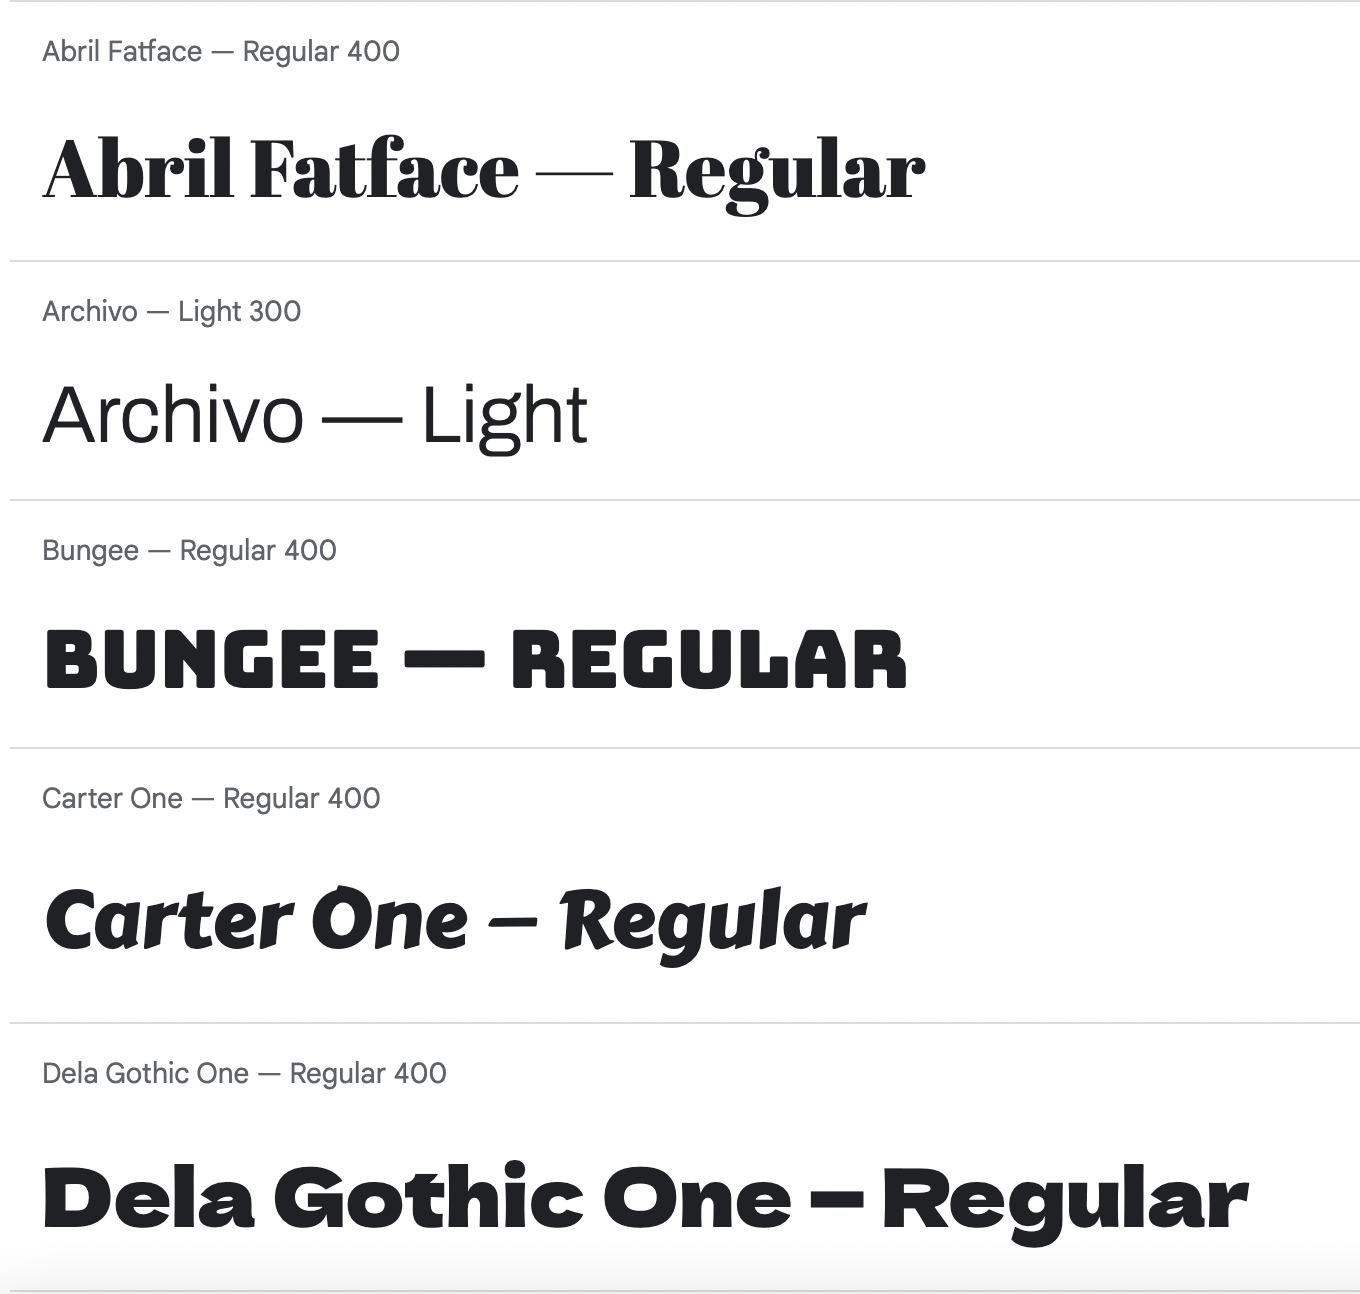 Abril Fatface — Regular 400
Abril Fatface — Regular
Archivo — Light 300
Archivo — Light
Bungee — Regular 400
BUNGEE — REGULAR
Carter One — Regular 400
Carter One — Regular
Dela Gothic One — Regular 400
Dela Gothic One — Regular